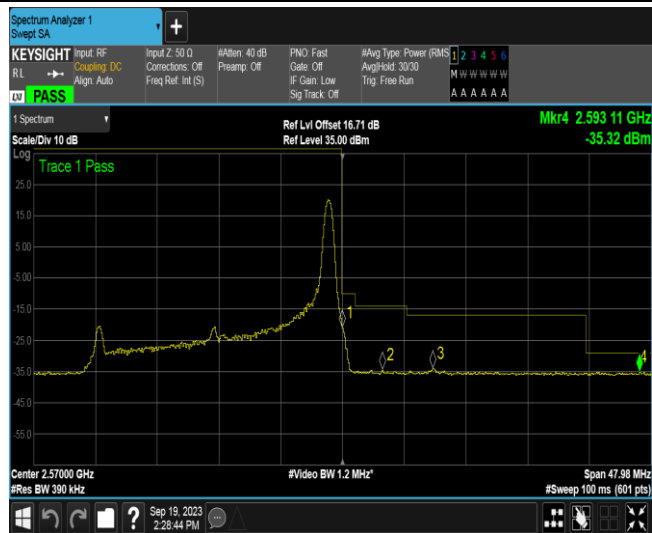 Spectrum Analyzer 1
Swept SA
+
KEYSIGHT
RL
LXI PASS
Input: RF
Coupling: DC
Align: Auto
Input Z: 50 Ω
Corrections: Off
Freq Ref: Int (S)
#Atten: 40 dB
Preamp: Off
PNO: Fast
Gate: Off
IF Gain: Low
Sig Track: Off
#Avg Type: Power (RMS
Avg|Hold: 30/30
Trig: Free Run
1 2 3 4 5 6
M W W W W W
A A A A A A
1 Spectrum
Scale/Div 10 dB
Ref Lvl Offset 16.71 dB
Ref Level 35.00 dBm
Mkr4 2.593 11 GHz
-35.32 dBm
Log
Trace 1 Pass
25.0
15.0
5.00
-5.00
-15.0
-25.0
-35.0
-45.0
-55.0
1
2
3
4
Center 2.57000 GHz
#Res BW 390 kHz
#Video BW 1.2 MHz*
Span 47.98 MHz
#Sweep 100 ms (601 pts)
?
Sep 19, 2023
2:28:44 PM